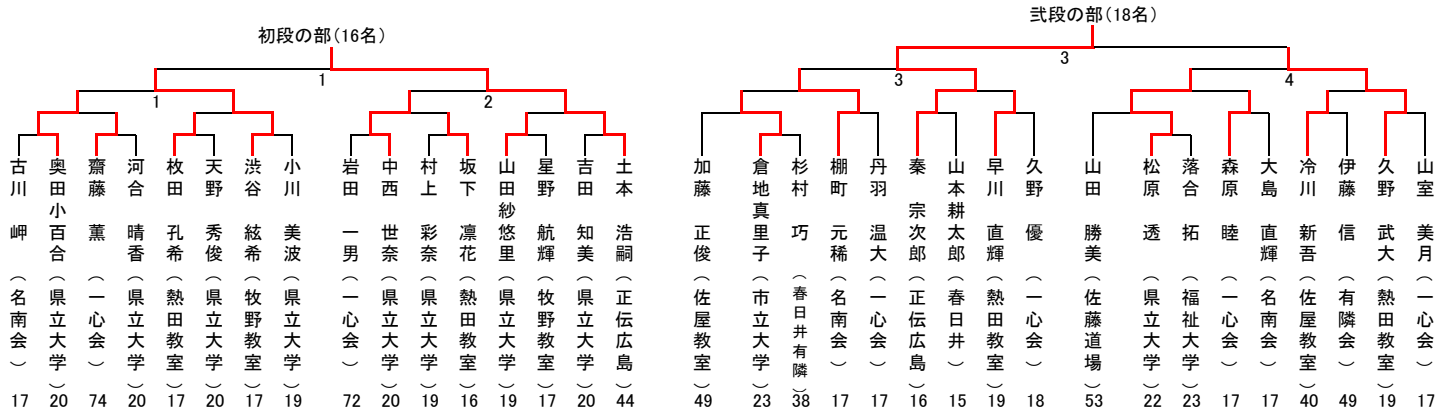 初段の部(16名)
1
1
2
古川 岬 (名南会) 17
奥田小百合 (県立大学) 20
齋藤 薫 (一心会) 74
河合 晴香 (県立大学) 20
枚田 孔希 (熱田教室) 17
天野 秀俊 (県立大学) 20
渋谷 絃希 (牧野教室) 17
小川 美波 (県立大学) 19
岩田 一男 (一心会) 72
中西 世奈 (県立大学) 20
村上 彩奈 (県立大学) 19
坂下 凛花 (熱田教室) 16
山田紗悠里 (県立大学) 19
星野 航輝 (牧野教室) 17
吉田 知美 (県立大学) 20
土本 浩嗣 (正伝広島) 44
弐段の部(18名)
3
3
4
加藤 正俊 (佐屋教室) 49
倉地真里子 (市立大学) 23
杉村 巧 (春日井有隣) 38
棚町 元稀 (名南会) 17
丹羽 温大 (一心会) 17
秦 宗次郎 (正伝広島) 16
山本耕太郎 (春日井) 15
早川 直輝 (熱田教室) 19
久野 優 (一心会) 18
山田 勝美 (佐藤道場) 53
松原 透 (県立大学) 22
落合 拓 (福祉大学) 23
森原 睦 (一心会) 17
大島 直輝 (名南会) 17
冷川 新吾 (佐屋教室) 40
伊藤 信 (有隣会) 49
久野 武大 (熱田教室) 19
山室 美月 (一心会) 17